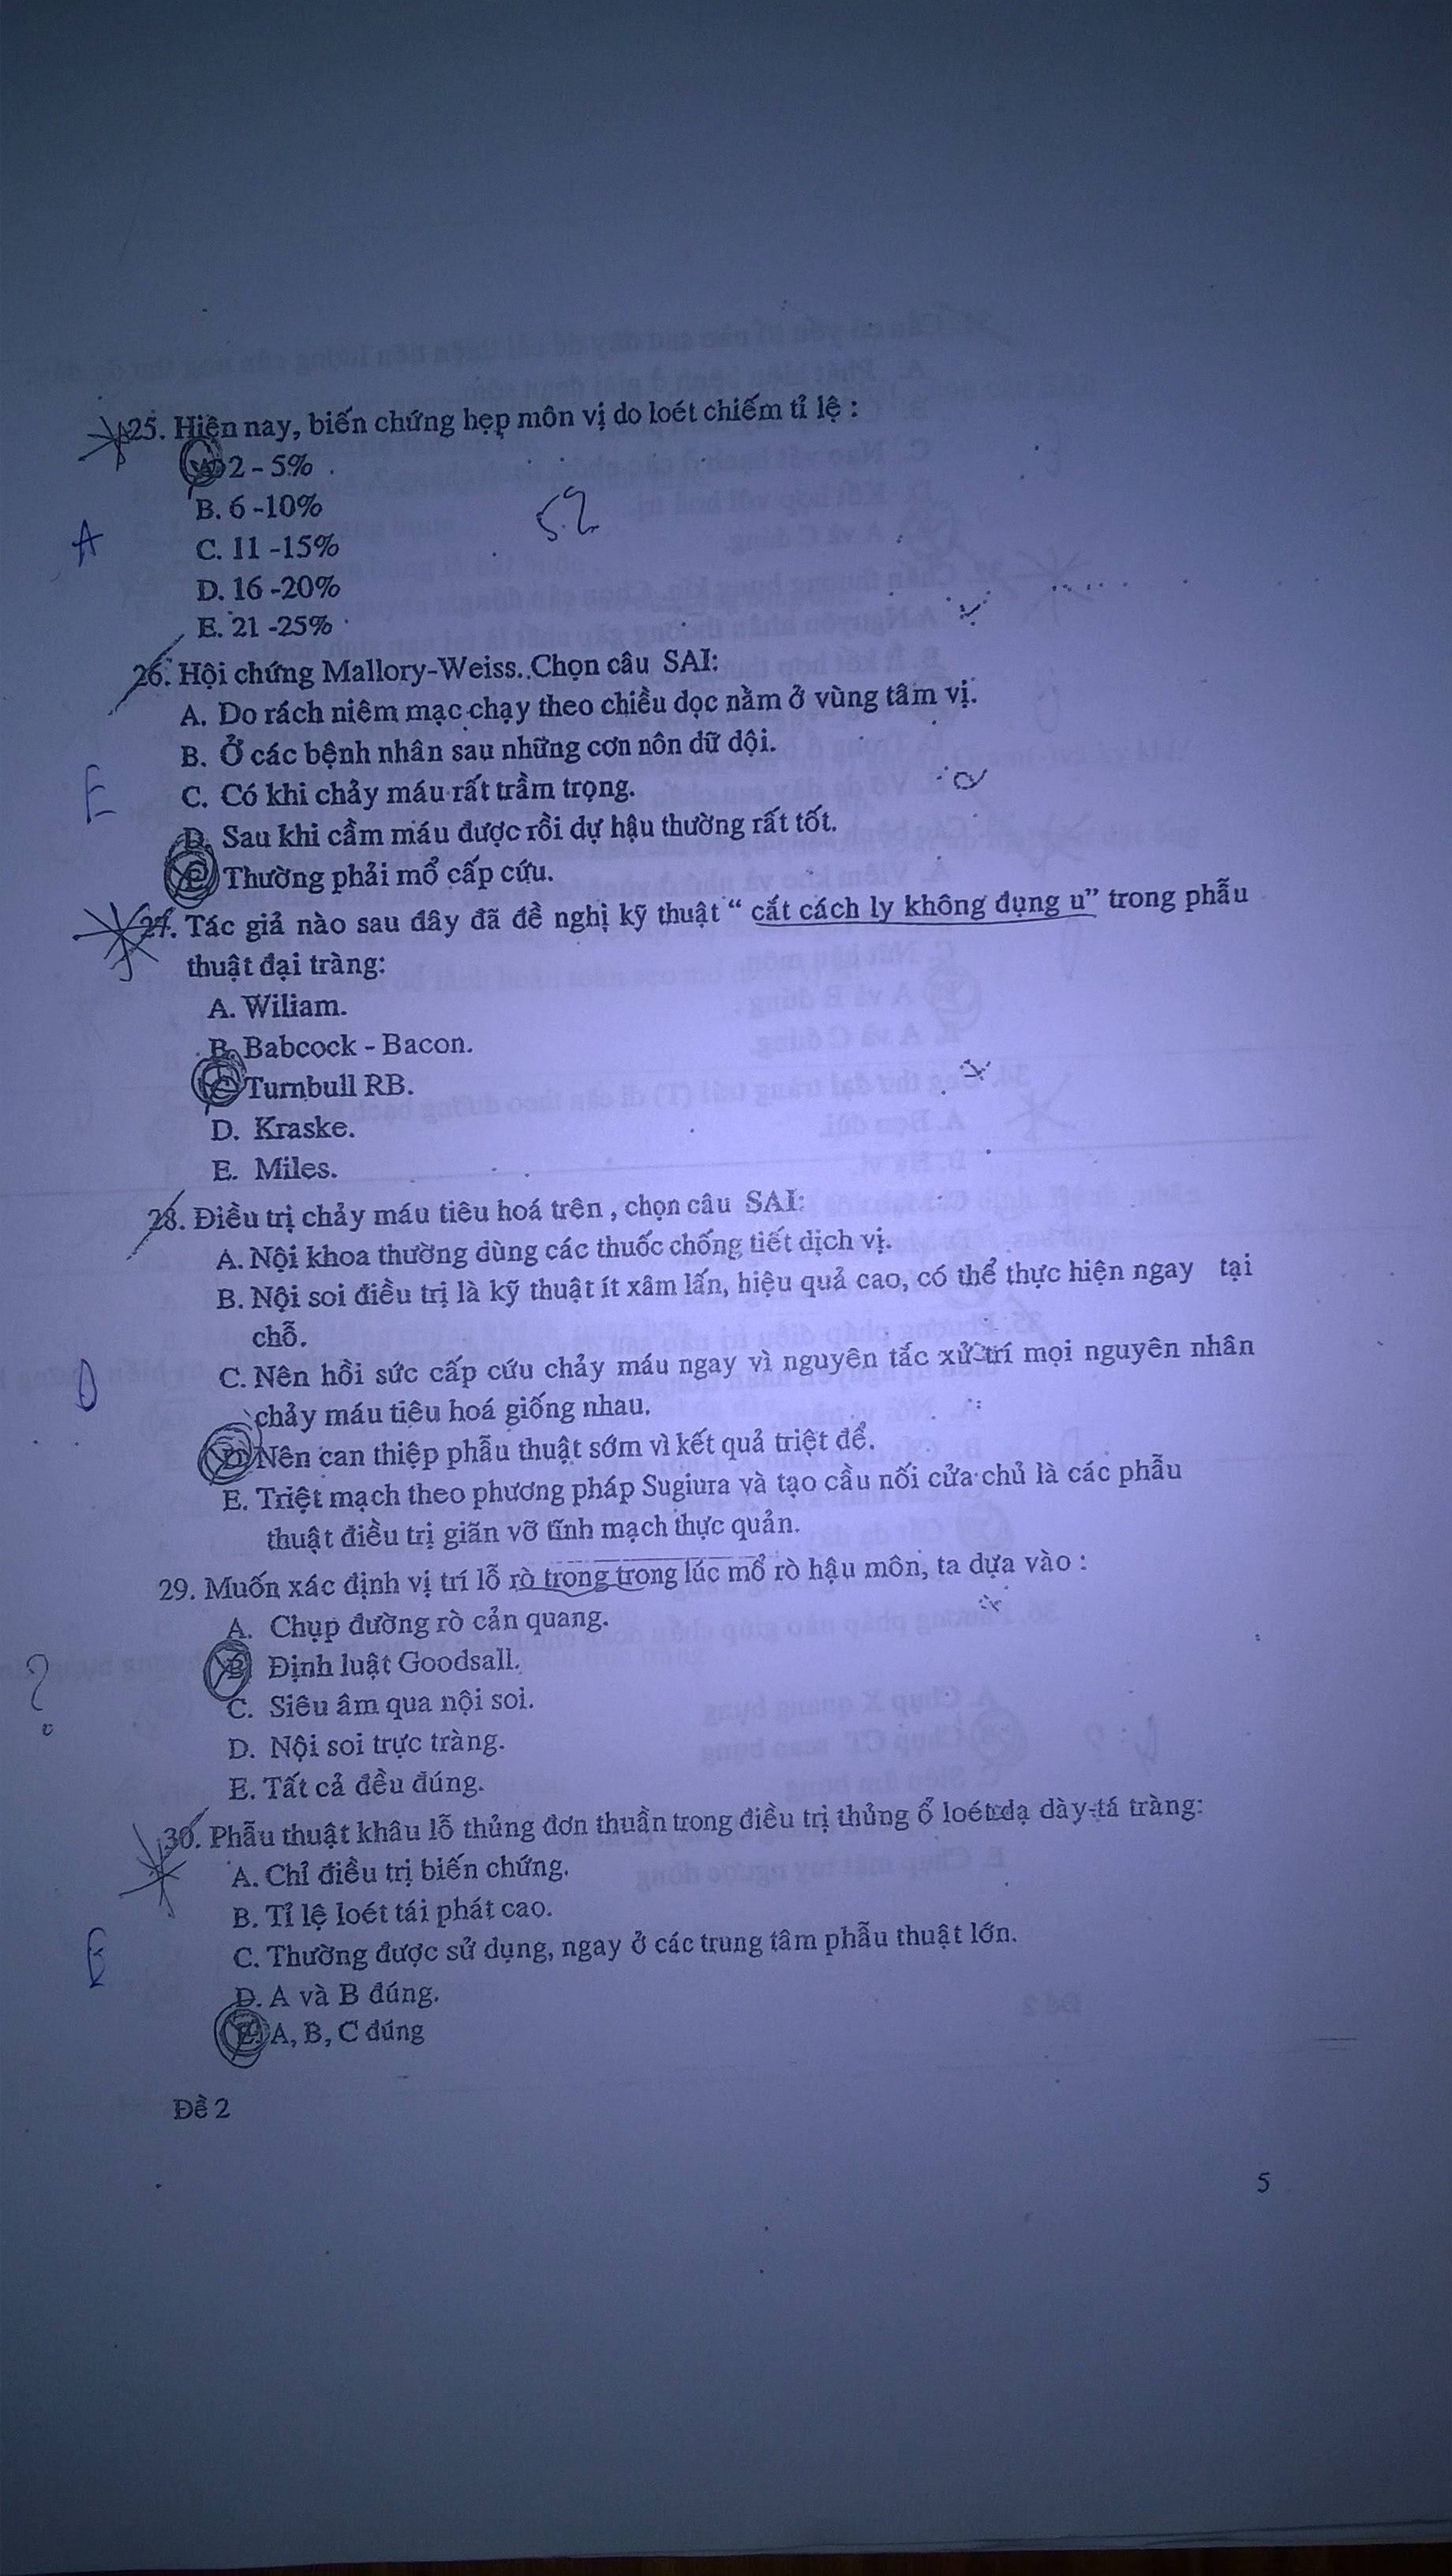 25. Hiện nay, biến chứng hẹp môn vị do loét chiếm tỉ lệ :
A. 2 - 5%
B. 6 -10%
52
A
C. 11 -15%
D. 16 -20%
E. 21 -25%
26. Hội chứng Mallory-Weiss. Chọn câu SAI:
A. Do rách niêm mạc chạy theo chiều dọc nằm ở vùng tâm vị.
B. Ở các bệnh nhân sau những cơn nôn dữ dội.
E
C. Có khi chảy máu rất trầm trọng.
D. Sau khi cầm máu được rồi dự hậu thường rất tốt.
E. Thường phải mổ cấp cứu.
27. Tác giả nào sau đây đã đề nghị kỹ thuật “ cắt cách ly không đụng u” trong phẫu
thuật đại tràng:
A. Wiliam.
B. Babcock - Bacon.
C. Turnbull RB.
D. Kraske.
E. Miles.
28. Điều trị chảy máu tiêu hoá trên , chọn câu SAI:
A. Nội khoa thường dùng các thuốc chống tiết dịch vị.
B. Nội soi điều trị là kỹ thuật ít xâm lấn, hiệu quả cao, có thể thực hiện ngay tại
chỗ.
D
C. Nên hồi sức cấp cứu chảy máu ngay vì nguyên tắc xử trí mọi nguyên nhân
chảy máu tiêu hoá giống nhau.
D. Nên can thiệp phẫu thuật sớm vì kết quả triệt để.
E. Triệt mạch theo phương pháp Sugiura và tạo cầu nối cửa chủ là các phẫu
thuật điều trị giãn vỡ tĩnh mạch thực quản.
29. Muốn xác định vị trí lỗ rò trong trong lúc mổ rò hậu môn, ta dựa vào :
A. Chụp đường rò cản quang.
?
B. Định luật Goodsall.
C. Siêu âm qua nội soi.
D. Nội soi trực tràng.
E. Tất cả đều đúng.
30. Phẫu thuật khâu lỗ thủng đơn thuần trong điều trị thủng ổ loét dạ dày-tá tràng:
A. Chỉ điều trị biến chứng.
B. Tỉ lệ loét tái phát cao.
E
C. Thường được sử dụng, ngay ở các trung tâm phẫu thuật lớn.
D. A và B đúng.
E. A, B, C đúng
Đề 2
5